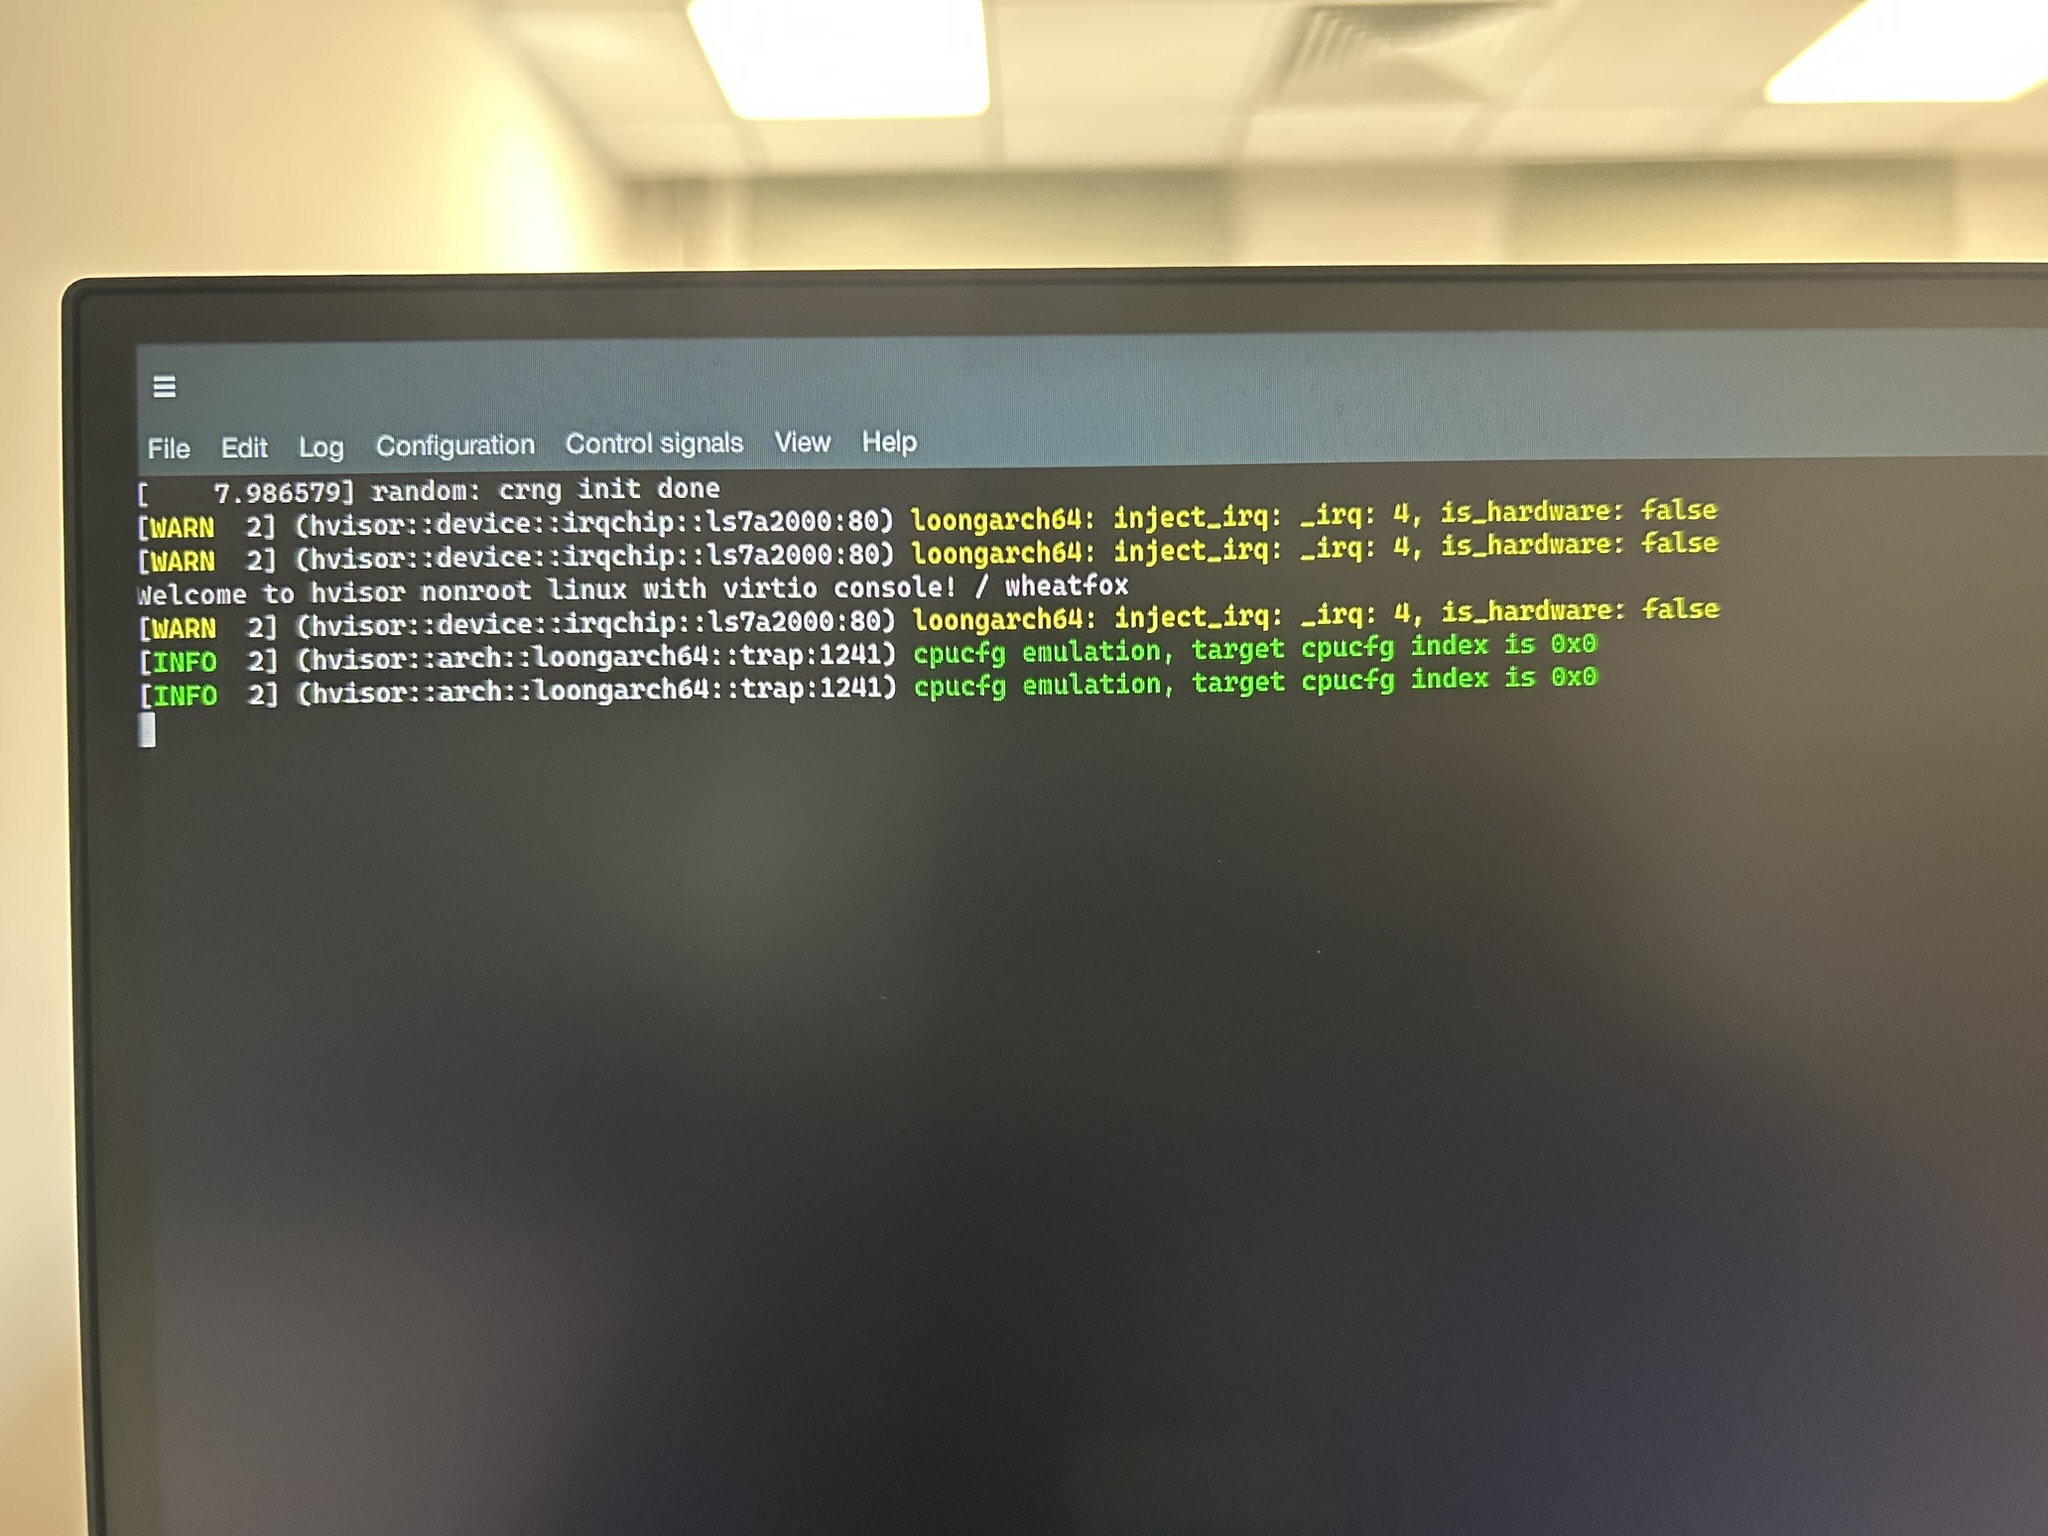 File Edit Log Configuration Control signals View Help
[    7.986579] random: crng init done
[WARN  2] (hvisor::device::irqchip::ls7a2000:80) loongarch64: inject_irq: _irq: 4, is_hardware: false
[WARN  2] (hvisor::device::irqchip::ls7a2000:80) loongarch64: inject_irq: _irq: 4, is_hardware: false
Welcome to hvisor nonroot linux with virtio console! / wheatfox
[WARN  2] (hvisor::device::irqchip::ls7a2000:80) loongarch64: inject_irq: _irq: 4, is_hardware: false
[INFO  2] (hvisor::arch::loongarch64::trap:1241) cpucfg emulation, target cpucfg index is 0x0
[INFO  2] (hvisor::arch::loongarch64::trap:1241) cpucfg emulation, target cpucfg index is 0x0